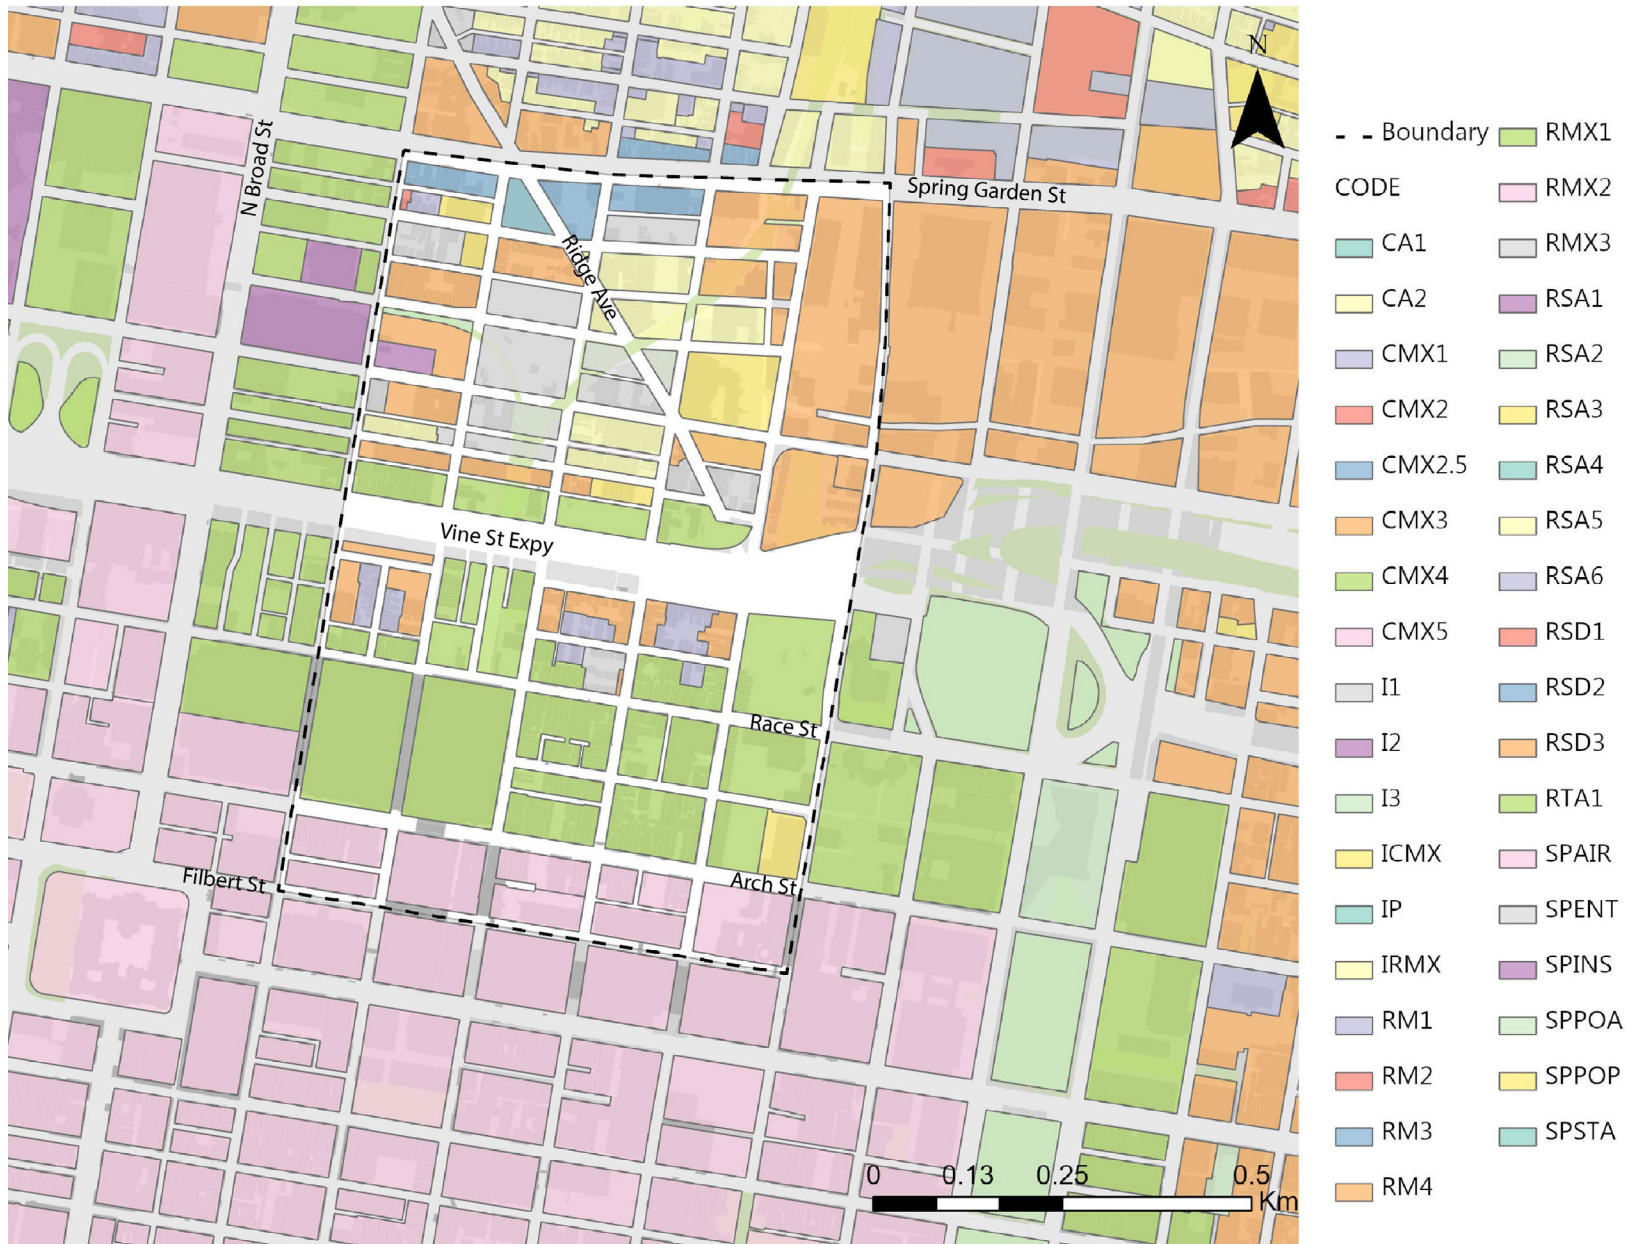 N
N Broad St
Spring Garden St
Ridge Ave
Vine St Expy
Race St
Arch St
Filbert St
0 0.13 0.25 0.5
Km
Boundary
CODE
CA1
CA2
CMX1
CMX2
CMX2.5
CMX3
CMX4
CMX5
I1
I2
I3
ICMX
IP
IRMX
RM1
RM2
RM3
RM4
RMX1
RMX2
RMX3
RSA1
RSA2
RSA3
RSA4
RSA5
RSA6
RSD1
RSD2
RSD3
RTA1
SPAIR
SPENT
SPINS
SPPOA
SPPOP
SPSTA